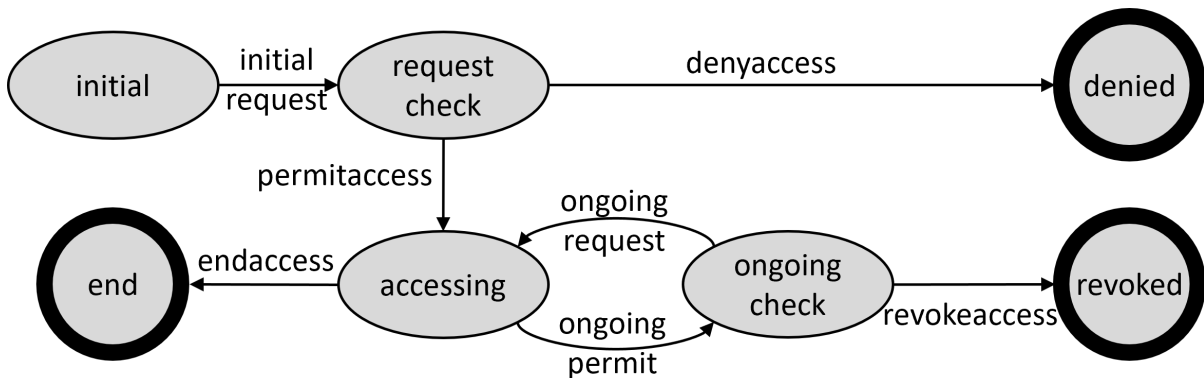 initial
initial
request
request
check
denyaccess
denied
permitaccess
end
endaccess
accessing
ongoing
request
ongoing
permit
ongoing
check
revokeaccess
revoked